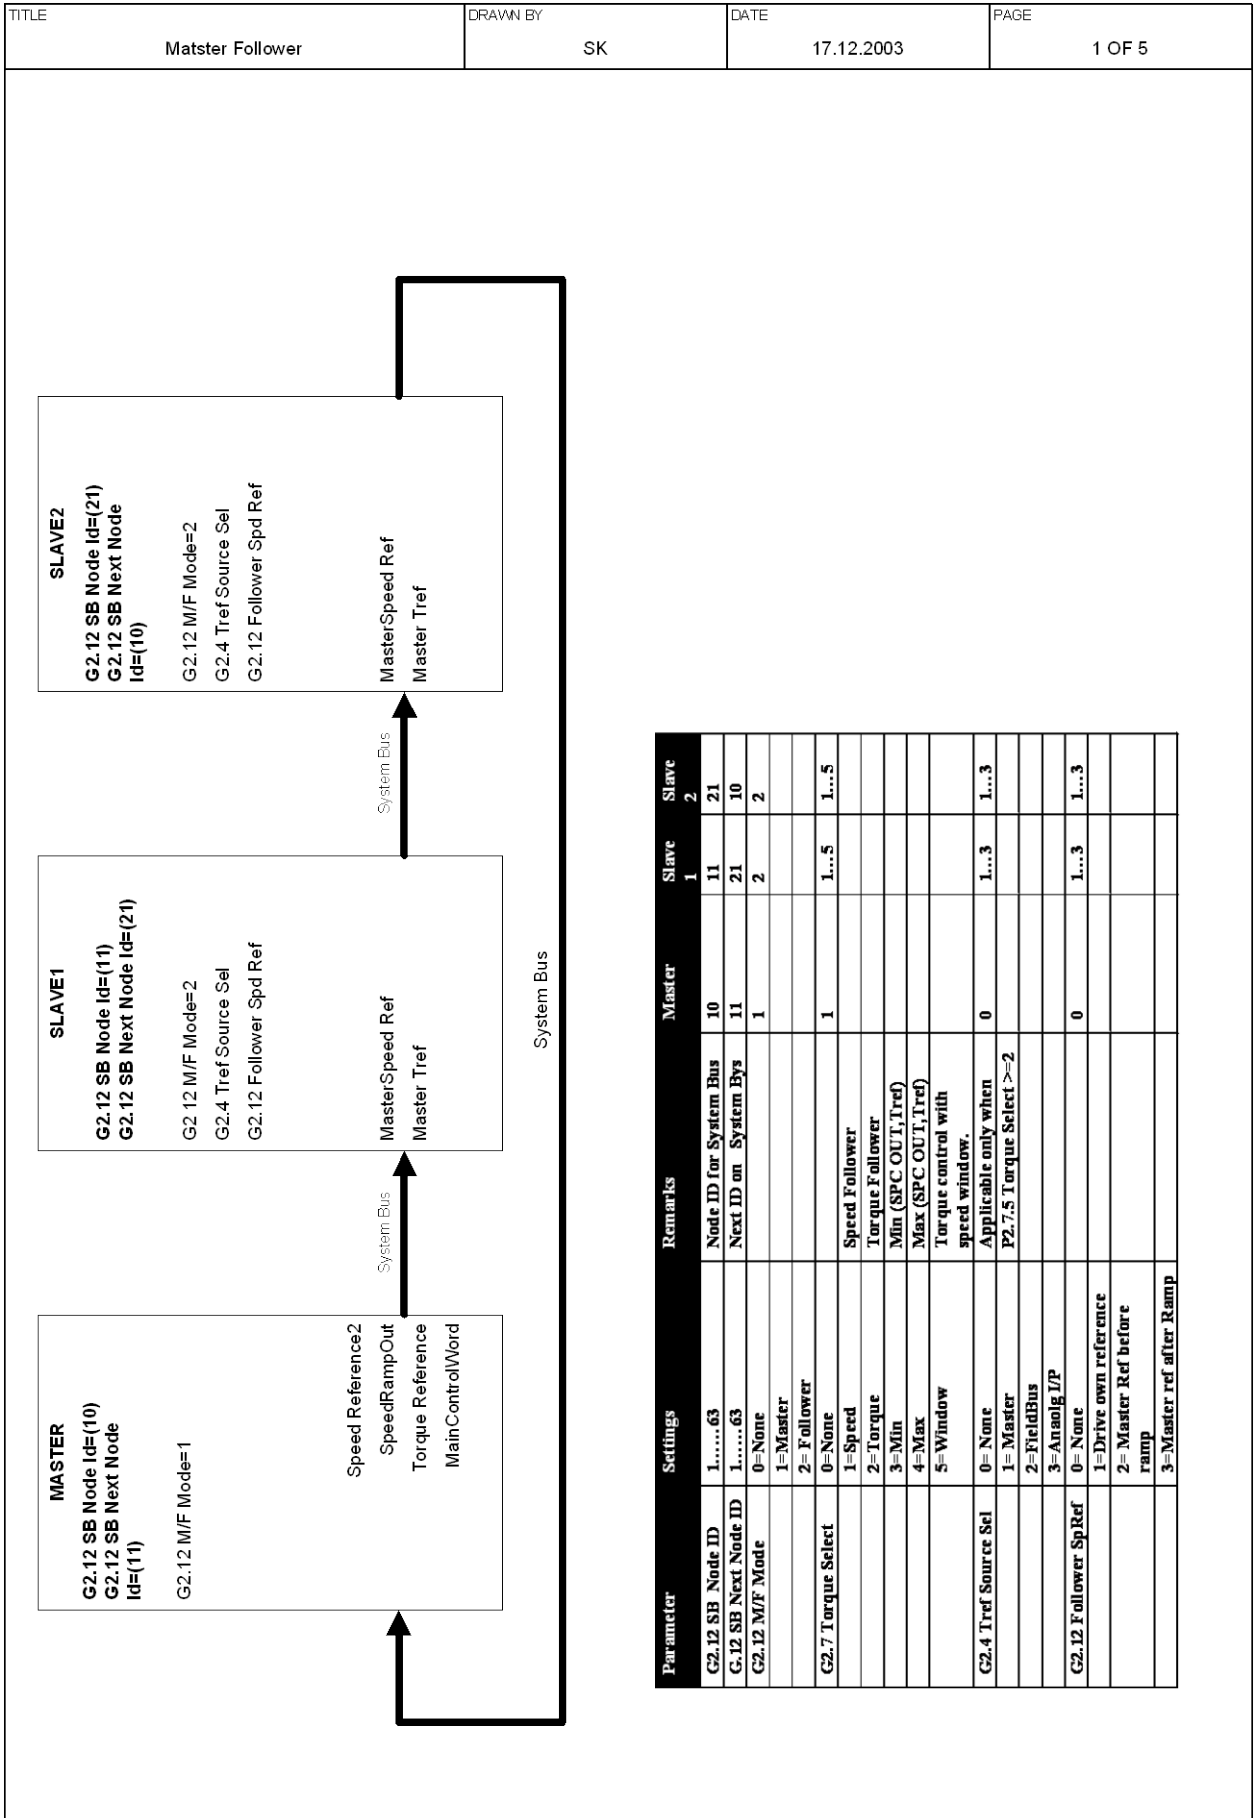 TITLE
Matster Follower
DRAWN BY
SK
DATE
17.12.2003
PAGE
1 OF 5
MASTER
G2.12 SB Node Id=(10)
G2.12 SB Next Node
Id=(11)
G2.12 M/F Mode=1
Speed Reference2
SpeedRampOut
Torque Reference
MainControlWord
System Bus
SLAVE1
G2.12 SB Node Id=(11)
G2.12 SB Next Node Id=(21)
G2 12 M/F Mode=2
G2.4 Tref Source Sel
G2.12 Follower Spd Ref
MasterSpeed Ref
Master Tref
System Bus
SLAVE2
G2.12 SB Node Id=(21)
G2.12 SB Next Node
Id=(10)
G2.12 M/F Mode=2
G2.4 Tref Source Sel
G2.12 Follower Spd Ref
MasterSpeed Ref
Master Tref
System Bus
Parameter Settings Remarks Master Slave 1 Slave 2
G2.12 SB Node ID 1......63 Node ID for System Bus 10 11 21
G.12 SB Next Node ID 1......63 Next ID on System Bys 11 21 10
G2.12 M/F Mode 0=None 1 2 2
1=Master
2= Follower
G2.7 Torque Select 0=None 1 1...5 1...5
1=Speed Speed Follower
2=Torque Torque Follower
3=Min Min (SPC OUT,Tref)
4=Max Max (SPC OUT,Tref)
5=Window Torque control with
speed window.
G2.4 Tref Source Sel 0= None Applicable only when 0 1...3 1...3
1= Master P2.7.5 Torque Select >=2
2=FieldBus
3=Anaolg I/P
G2.12 Follower SpRef 0= None 0 1...3 1...3
1=Drive own reference
2= Master Ref before
ramp
3=Master ref after Ramp